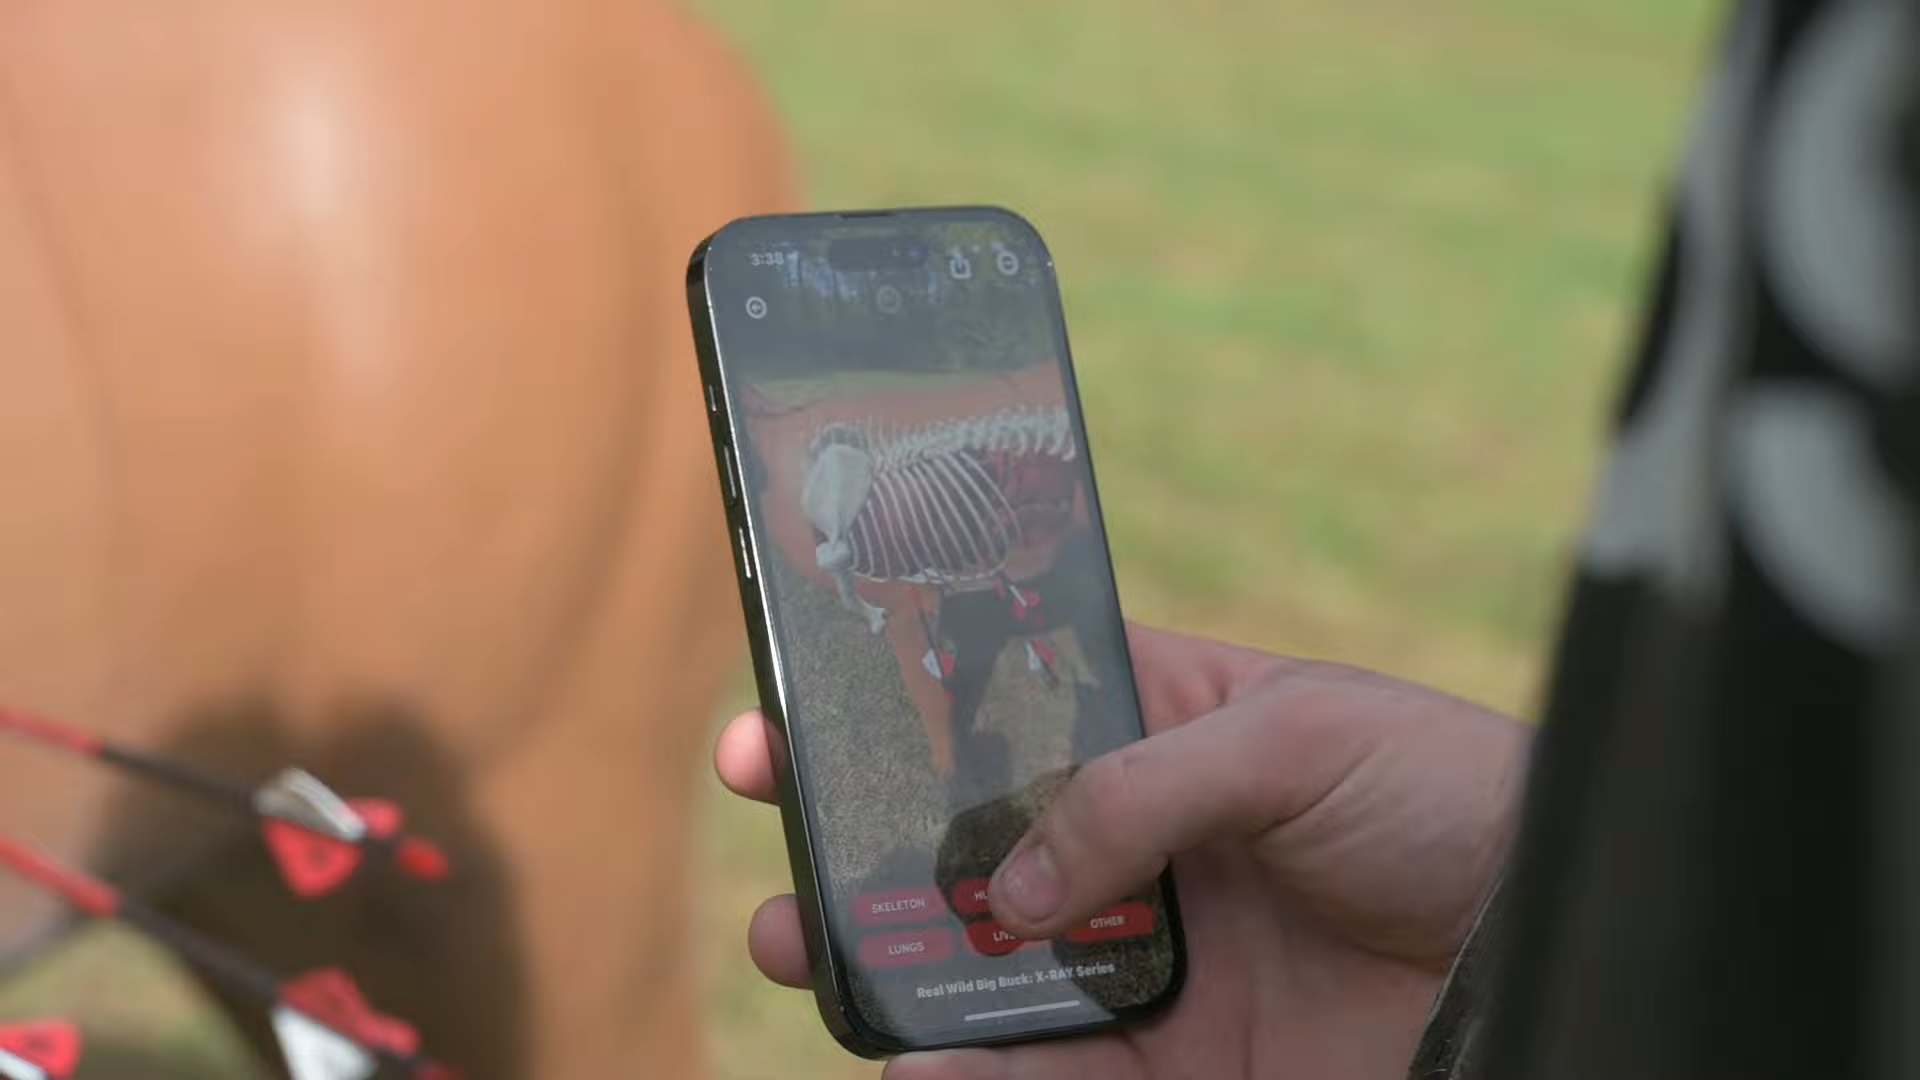 3:38
SKELETON
OTHER
LUNGS
Real Wild Big Buck: X-RAY Series